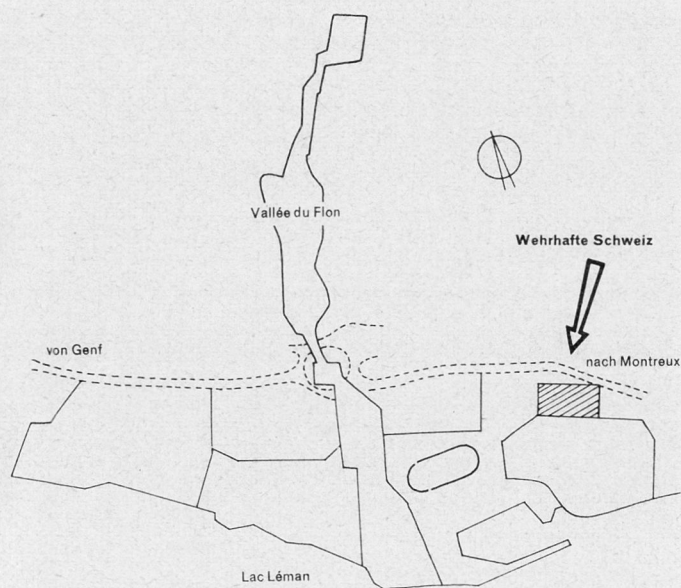 Vallée du Flon
Wehrhafte Schweiz
von Genf
nach Montreux
Lac Léman